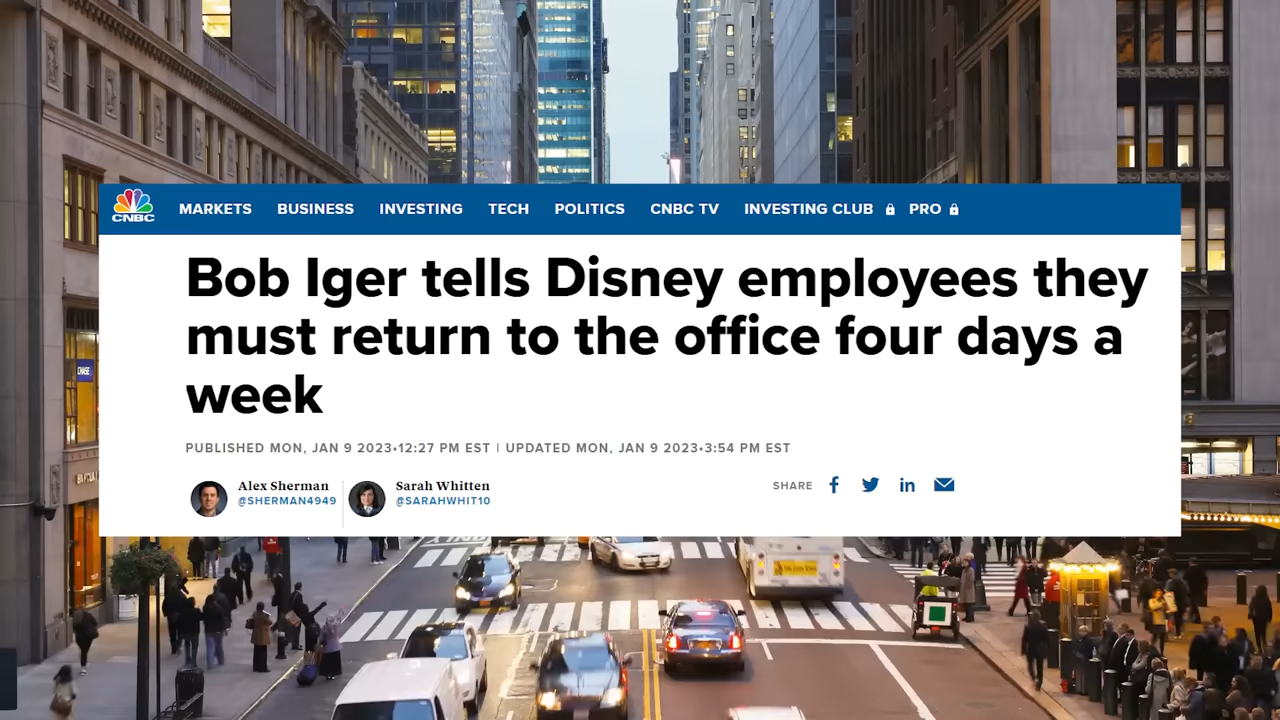 CNBC
MARKETS BUSINESS INVESTING TECH POLITICS CNBC TV INVESTING CLUB PRO
Bob Iger tells Disney employees they
must return to the office four days a
week
PUBLISHED MON, JAN 9 2023•12:27 PM EST | UPDATED MON, JAN 9 2023•3:54 PM EST
Alex Sherman
@SHERMAN4949
Sarah Whitten
@SARAHWHIT10
SHARE
CHASE